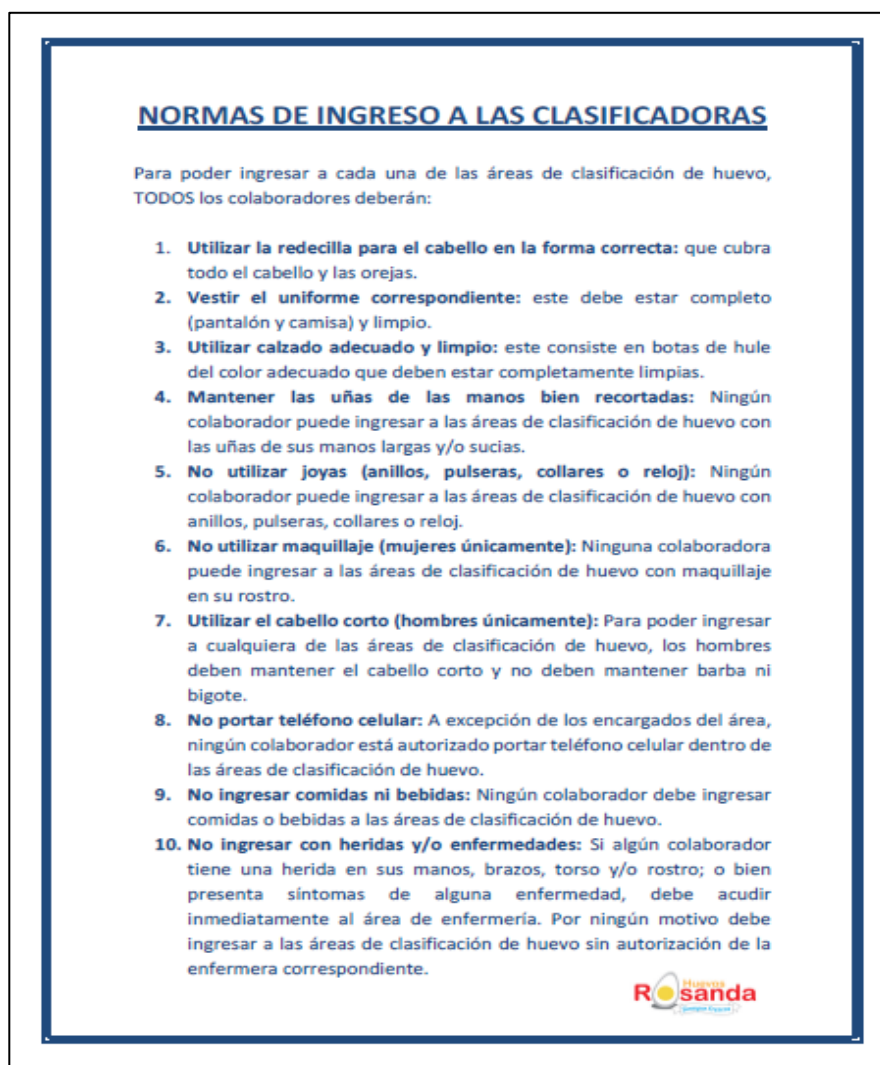 NORMAS DE INGRESO A LAS CLASIFICADORAS
Para poder ingresar a cada una de las áreas de clasificación de huevo,
TODOS los colaboradores deberán:
1. Utilizar la redecilla para el cabello en la forma correcta: que cubra
todo el cabello y las orejas.
2. Vestir el uniforme correspondiente: este debe estar completo
(pantalón y camisa) y limpio.
3. Utilizar calzado adecuado y limpio: este consiste en botas de hule
del color adecuado que deben estar completamente limpias.
4. Mantener las uñas de las manos bien recortadas: Ningún
colaborador puede ingresar a las áreas de clasificación de huevo con
las uñas de sus manos largas y/o sucias.
5. No utilizar joyas (anillos, pulseras, collares o reloj): Ningún
colaborador puede ingresar a las áreas de clasificación de huevo con
anillos, pulseras, collares o reloj.
6. No utilizar maquillaje (mujeres únicamente): Ninguna colaboradora
puede ingresar a las áreas de clasificación de huevo con maquillaje
en su rostro.
7. Utilizar el cabello corto (hombres únicamente): Para poder ingresar
a cualquiera de las áreas de clasificación de huevo, los hombres
deben mantener el cabello corto y no deben mantener barba ni
bigote.
8. No portar teléfono celular: A excepción de los encargados del área,
ningún colaborador está autorizado portar teléfono celular dentro de
las áreas de clasificación de huevo.
9. No ingresar comidas ni bebidas: Ningún colaborador debe ingresar
comidas o bebidas a las áreas de clasificación de huevo.
10. No ingresar con heridas y/o enfermedades: Si algún colaborador
tiene una herida en sus manos, brazos, torso y/o rostro; o bien
presenta síntomas de alguna enfermedad, debe acudir
inmediatamente al área de enfermería. Por ningún motivo debe
ingresar a las áreas de clasificación de huevo sin autorización de la
enfermera correspondiente.
Huevos
Rosanda